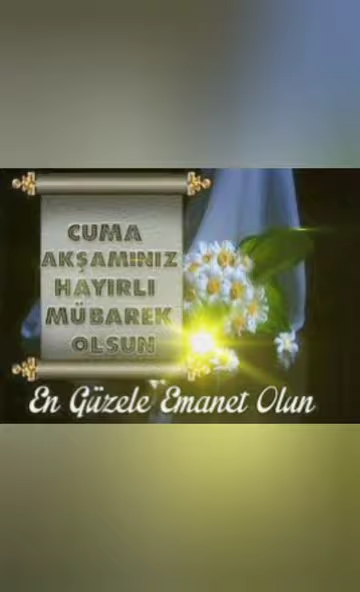 CUMA
AKŞAMINIZ
HAYIRLI
MÜBAREK
OLSUN
En Güzele Emanet Olun